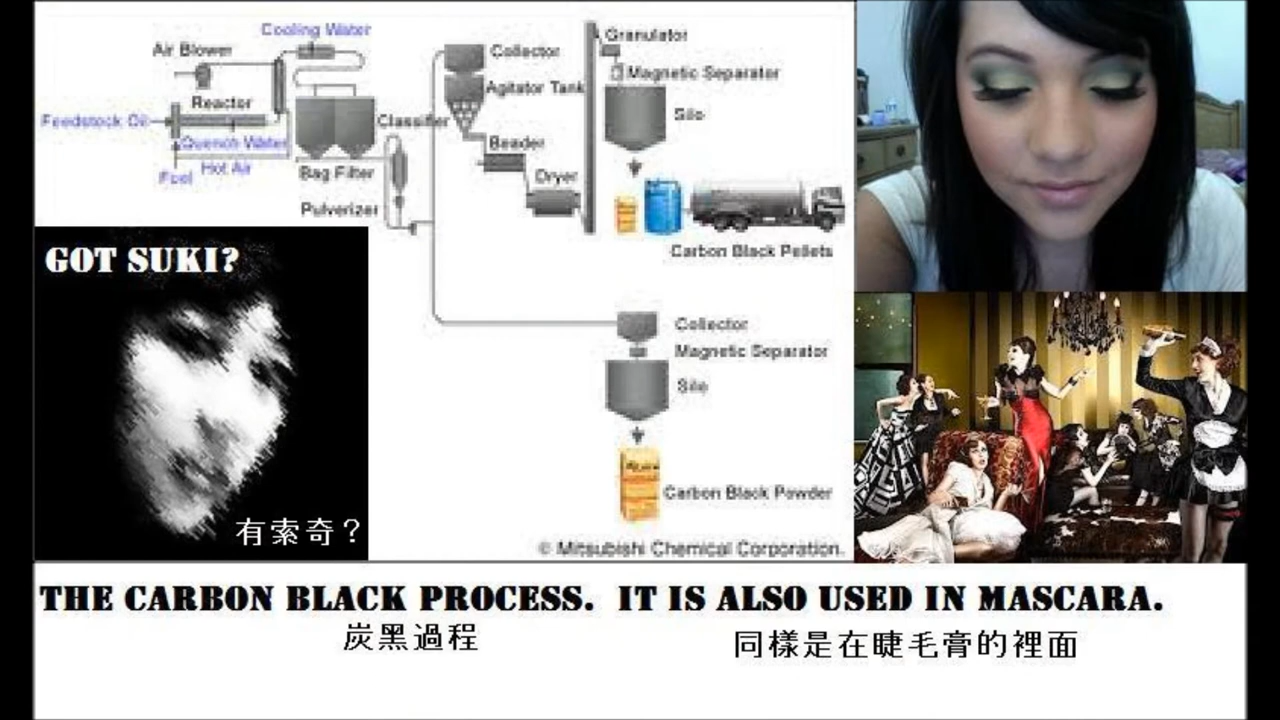 Cooling Water
Air Blower
Reactor
Feedstock Oil
Quench Water
Hot Air
Fuel
Bag Filter
Classifier
Pulverizer
Collector
Agitator Tank
Beader
Dryer
Granulator
Magnetic Separator
Silo
Carbon Black Pellets
Collector
Magnetic Separator
Silo
Carbon Black Powder
© Mitsubishi Chemical Corporation.
GOT SUKI?
有索奇？
THE CARBON BLACK PROCESS. IT IS ALSO USED IN MASCARA.
炭黑過程
同樣是在睫毛膏的裡面